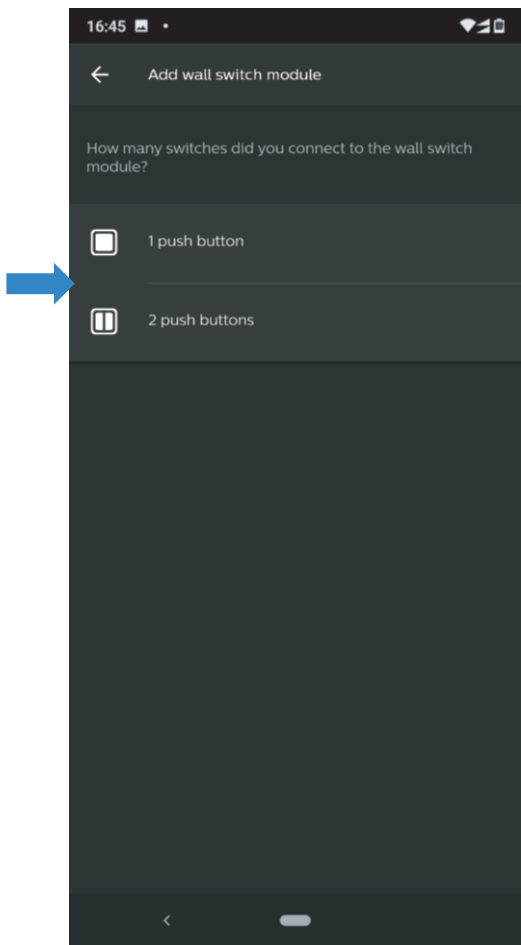 16:45
Add wall switch module
How many switches did you connect to the wall switch
module?
1 push button
2 push buttons